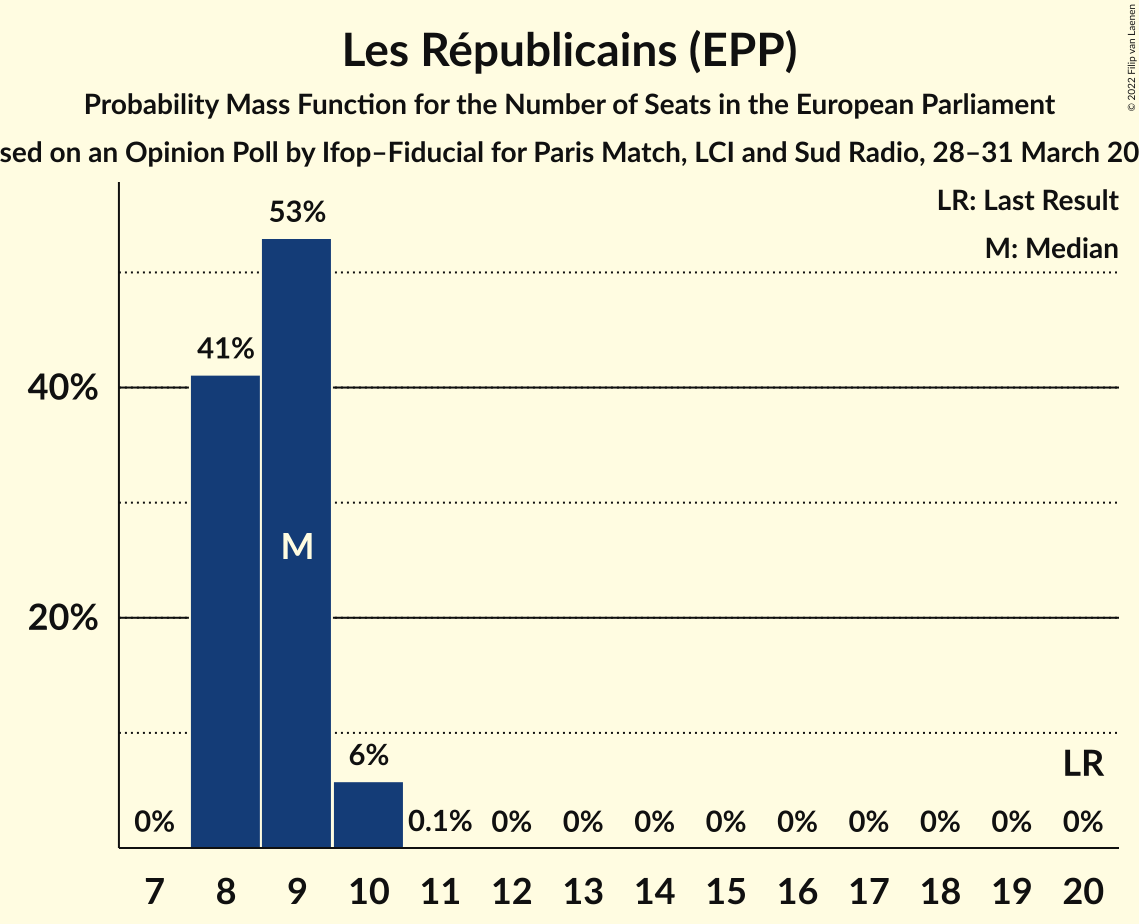 Les Républicains (EPP)
Probability Mass Function for the Number of Seats in the European Parliament
sed on an Opinion Poll by Ifop–Fiducial for Paris Match, LCI and Sud Radio, 28–31 March 20
© 2022 Filip van Laenen
LR: Last Result
M: Median
53%
41%
40%
M
20%
6%
LR
0% 0.1% 0% 0% 0% 0% 0% 0% 0% 0% 0%
7 8 9 10 11 12 13 14 15 16 17 18 19 20